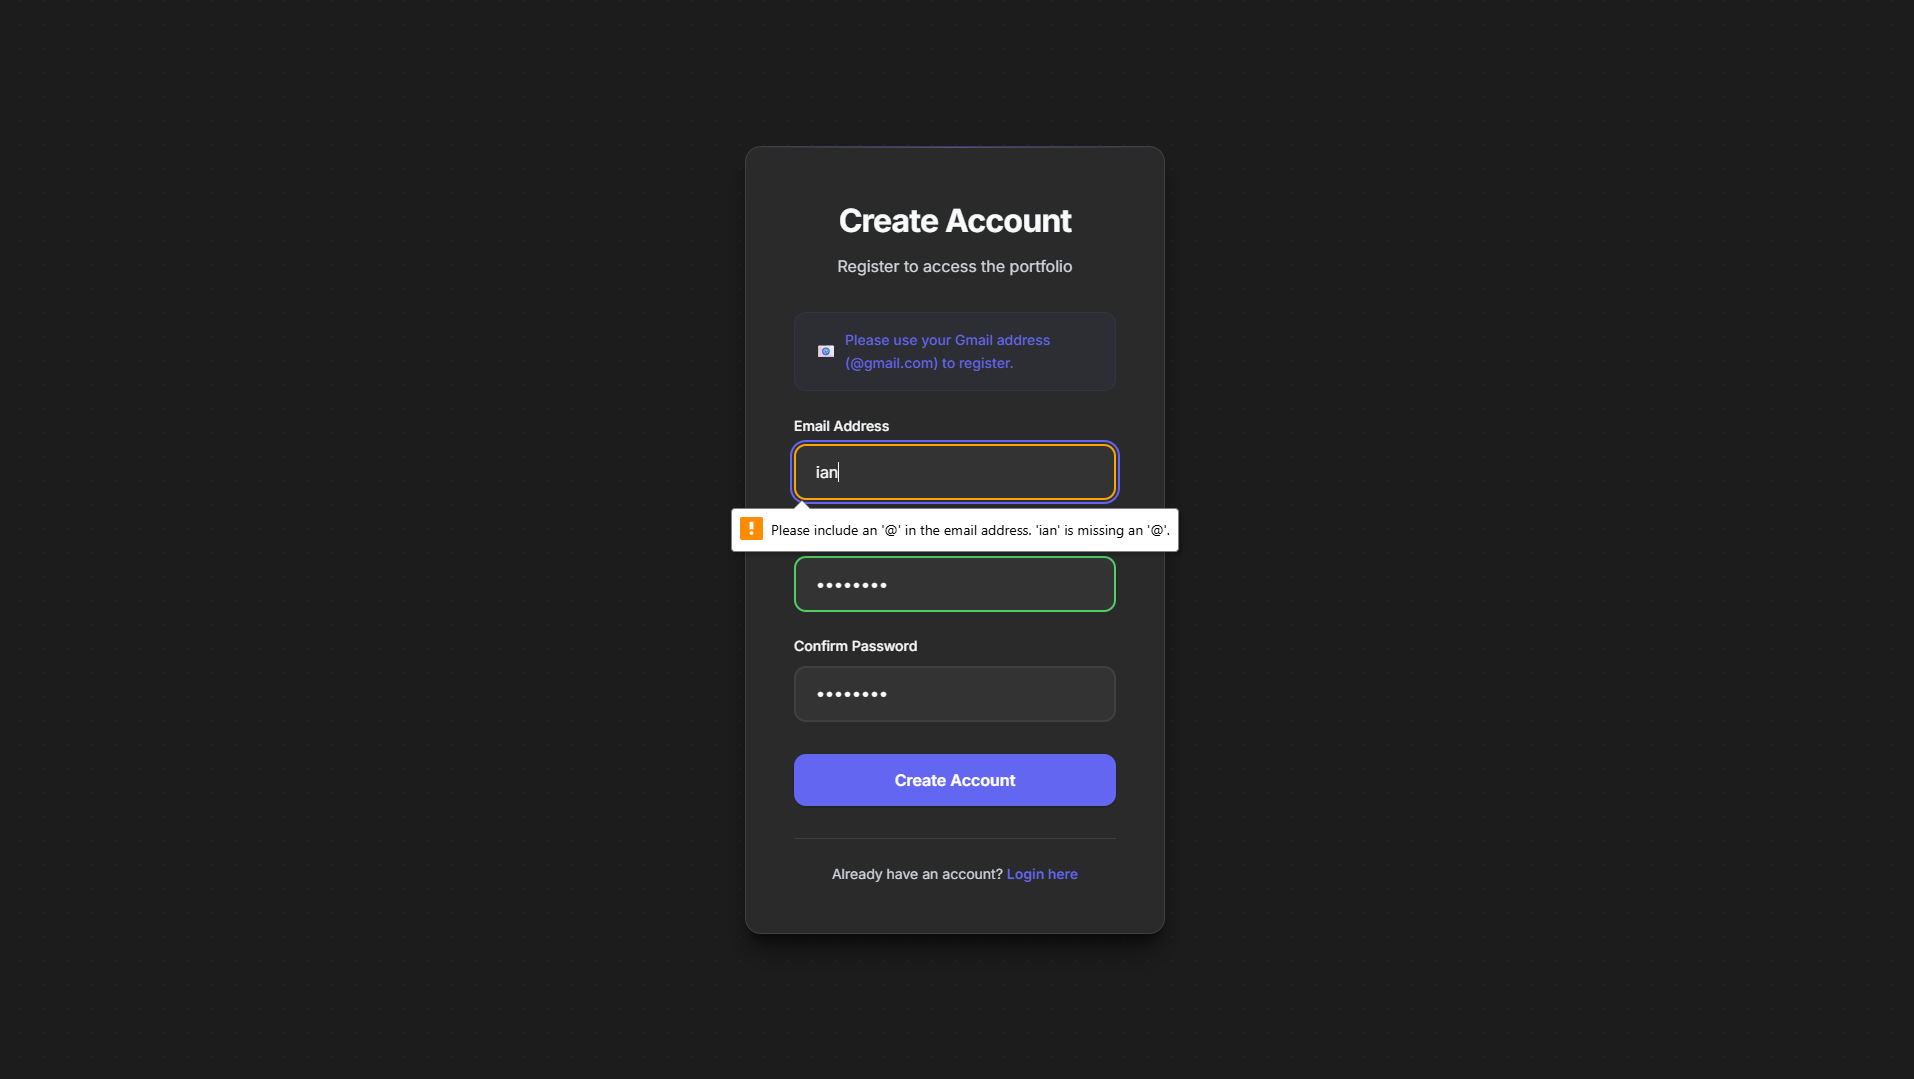 Create Account
Register to access the portfolio
Please use your Gmail address
(@gmail.com) to register.
Email Address
ian
Please include an '@' in the email address. 'ian' is missing an '@'.
••••••••
Confirm Password
••••••••
Create Account
Already have an account? Login here